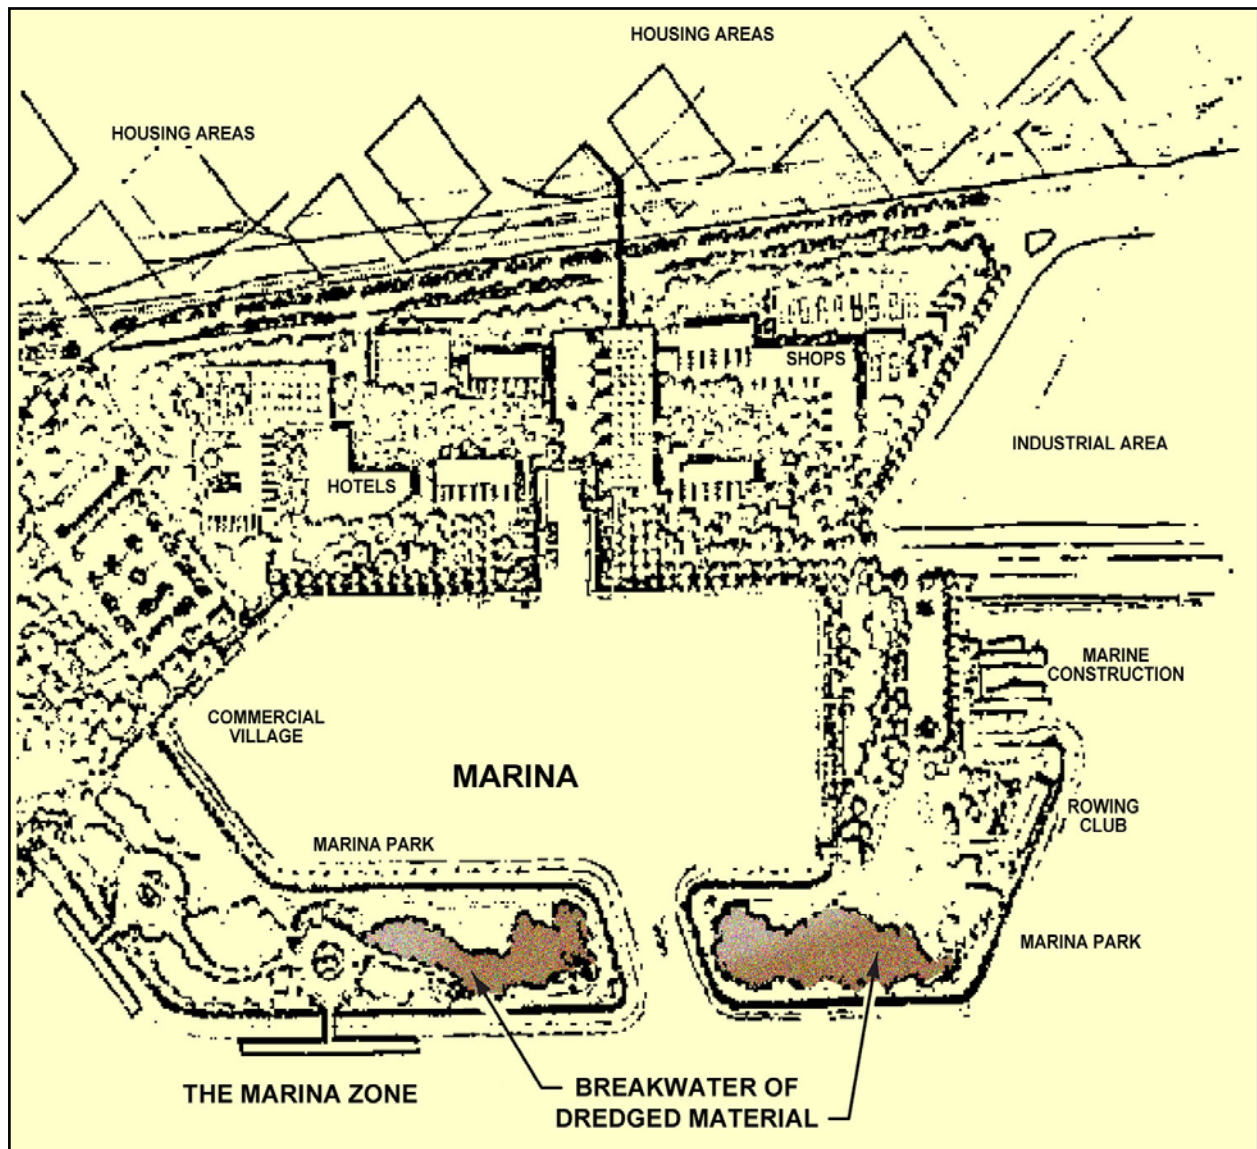 HOUSING AREAS
HOUSING AREAS
SHOPS
INDUSTRIAL AREA
HOTELS
MARINE
CONSTRUCTION
COMMERCIAL
VILLAGE
MARINA
ROWING
CLUB
MARINA PARK
MARINA PARK
THE MARINA ZONE
BREAKWATER OF
DREDGED MATERIAL